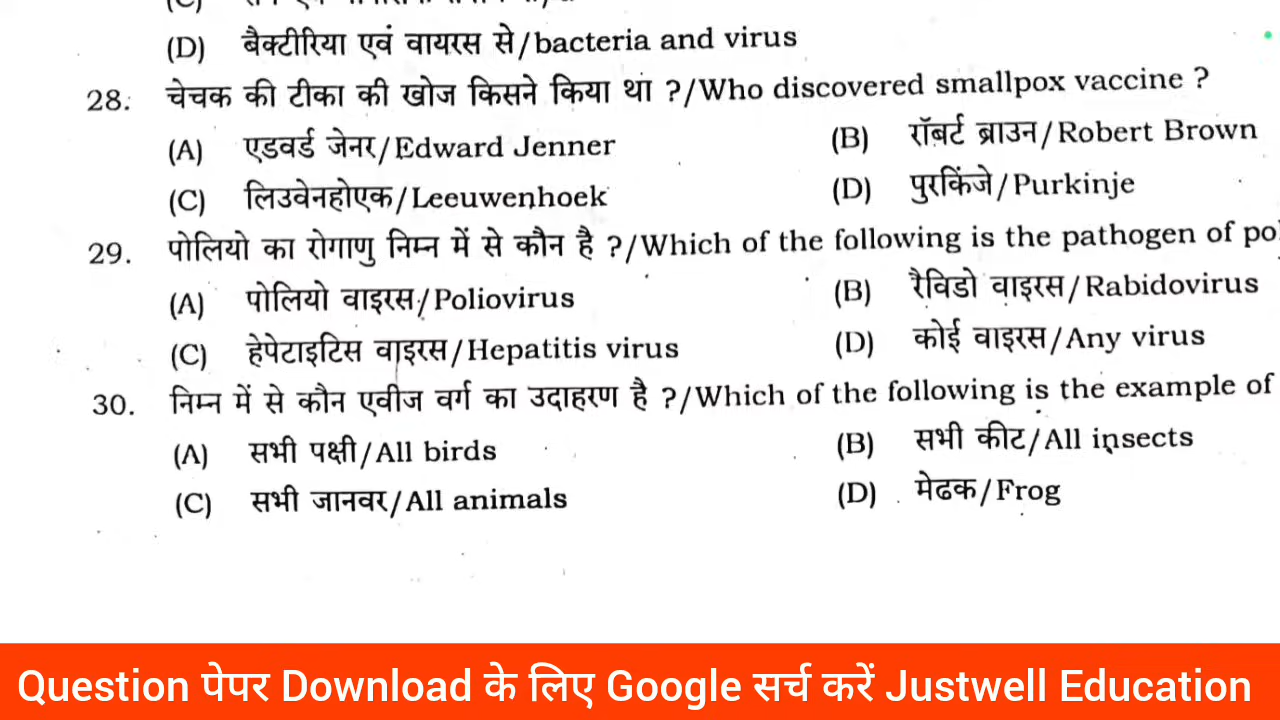 (D) बैक्टीरिया एवं वायरस से/bacteria and virus
28. चेचक की टीका की खोज किसने किया था ?/Who discovered smallpox vaccine ?
(A) एडवर्ड जेनर/Edward Jenner (B) रॉबर्ट ब्राउन/Robert Brown
(C) लिउवेनहोएक/Leeuwenhoek (D) पुरकिंजे/Purkinje
29. पोलियो का रोगाणु निम्न में से कौन है ?/Which of the following is the pathogen of
(A) पोलियो वाइरस/Poliovirus (B) रैविडो वाइरस/Rabidovirus
(C) हेपेटाइटिस वाइरस/Hepatitis virus (D) कोई वाइरस/Any virus
30. निम्न में से कौन एवीज वर्ग का उदाहरण है ?/Which of the following is the example of
(A) सभी पक्षी/All birds (B) सभी कीट/All insects
(C) सभी जानवर/All animals (D) मेढक/Frog
Question पेपर Download के लिए Google सर्च करें Justwell Education